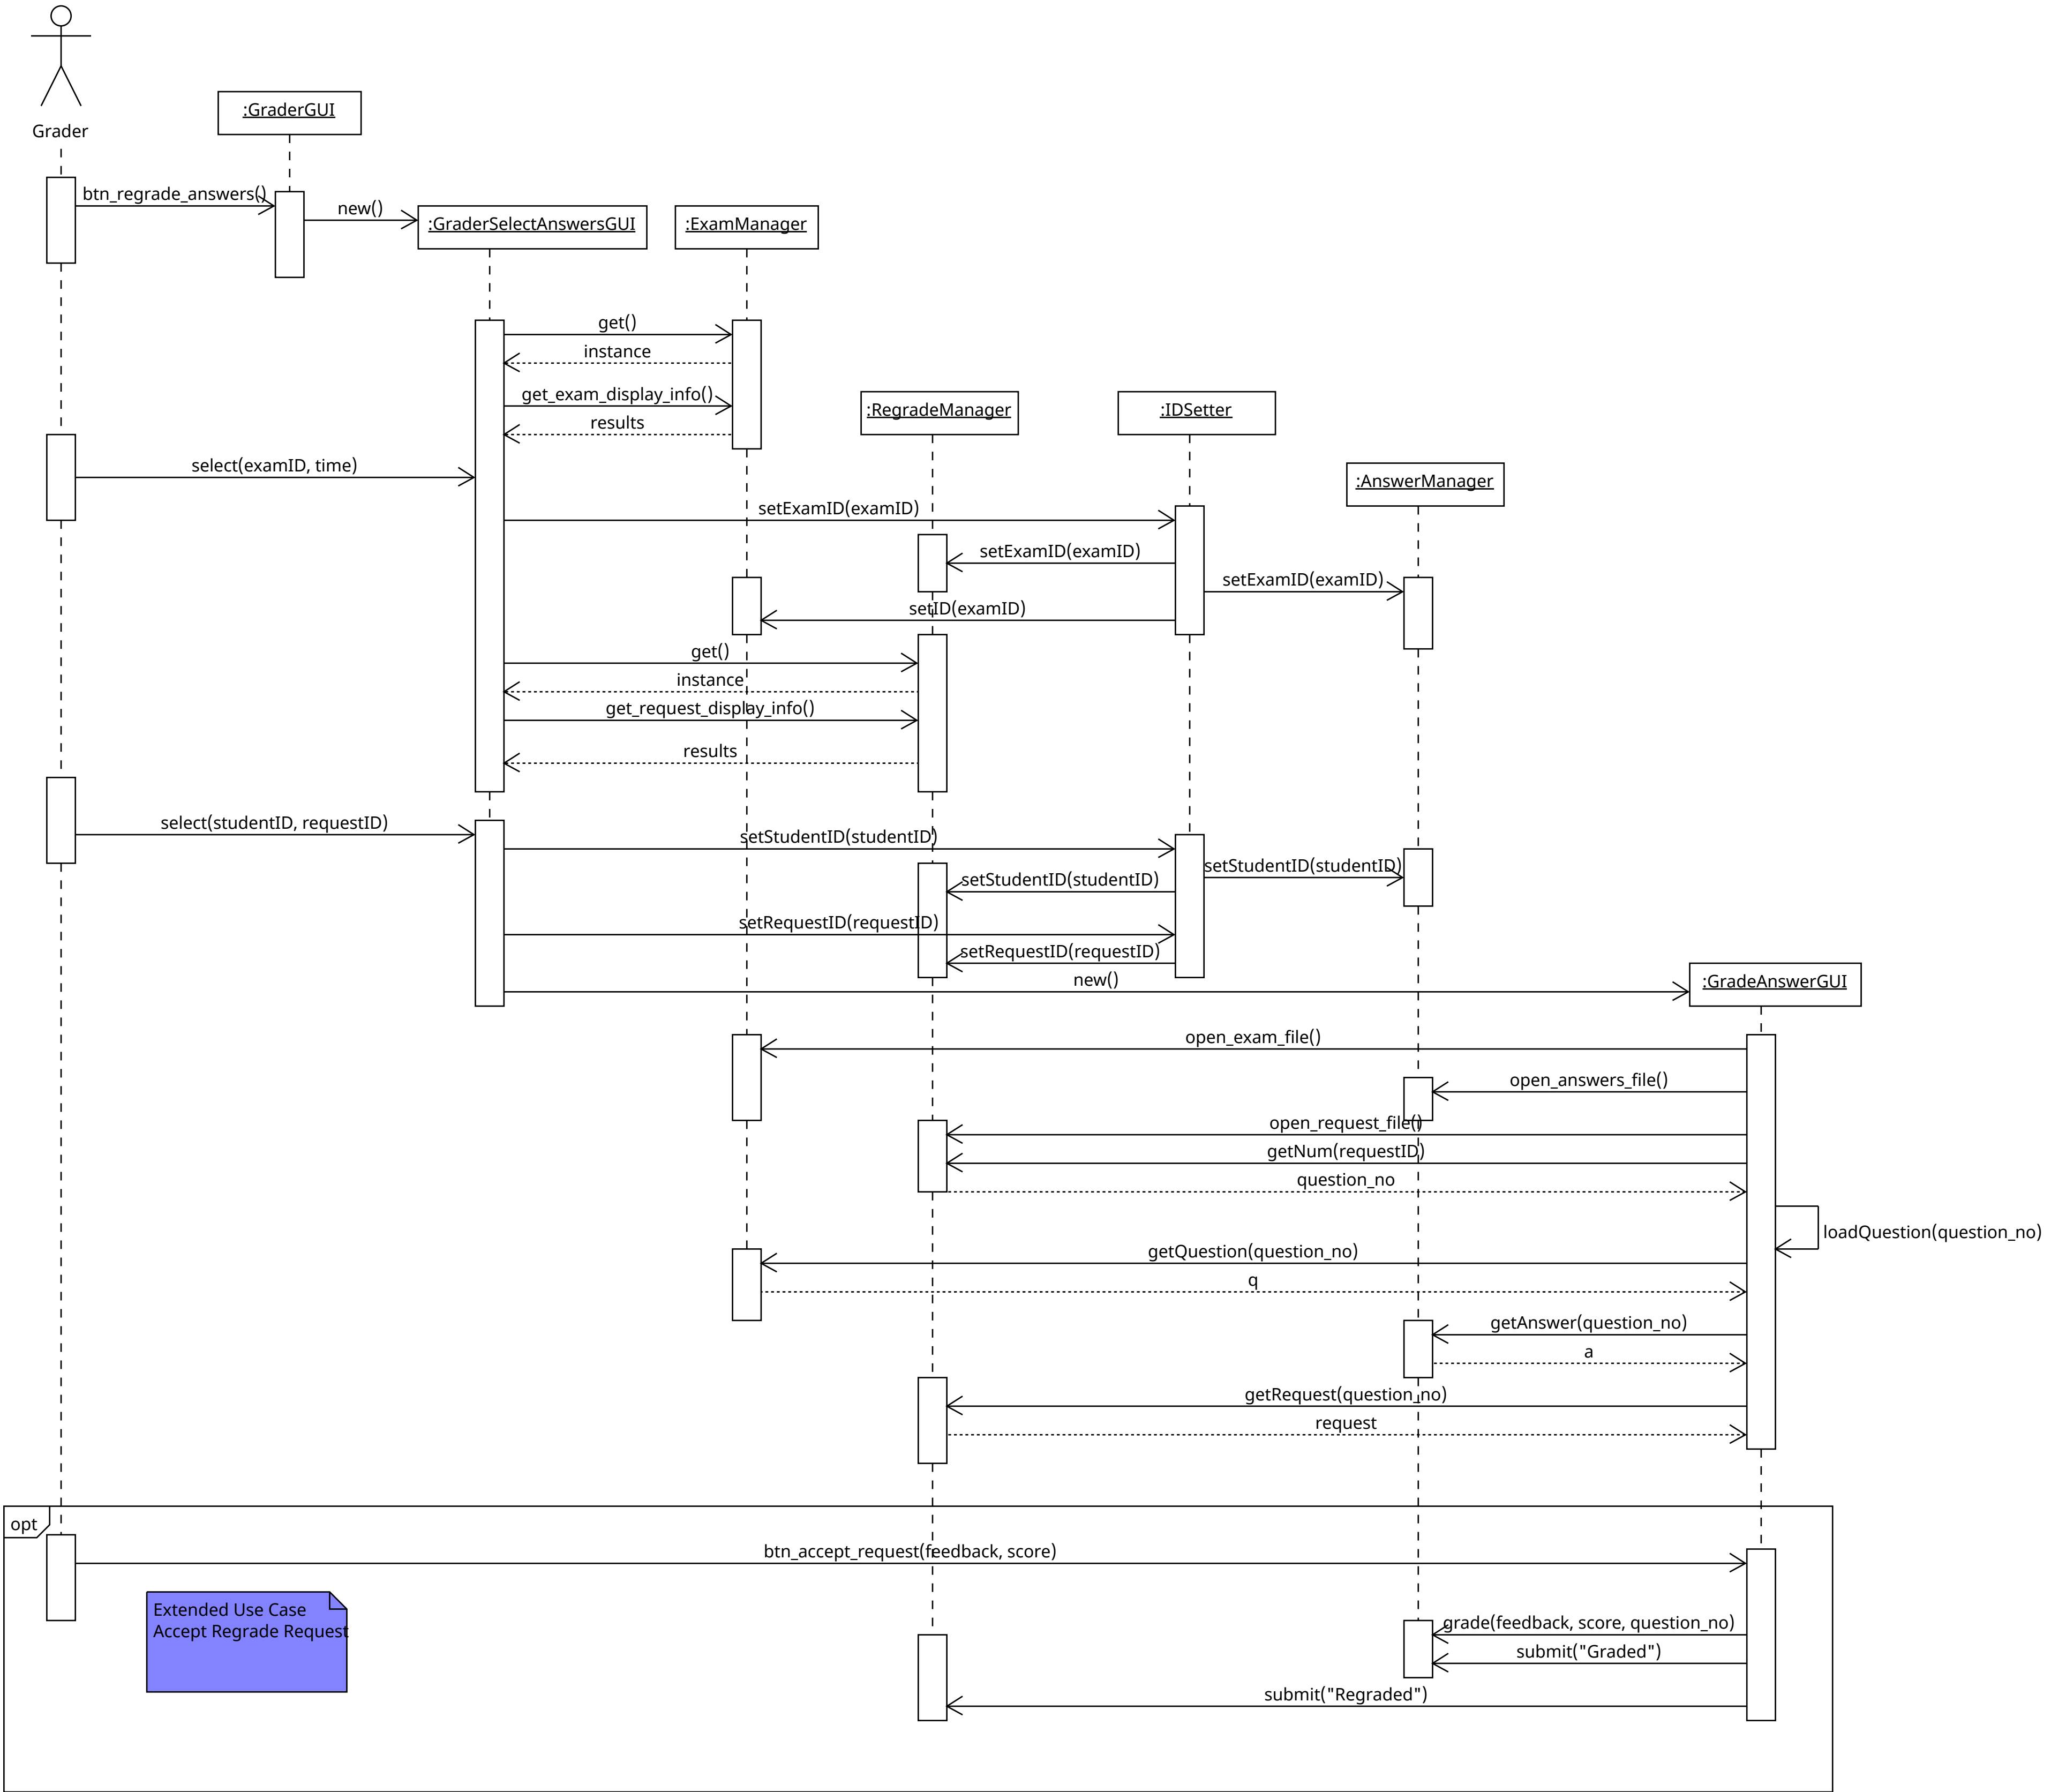 Grader
:GraderGUI
btn_regrade_answers()
new()
:GraderSelectAnswersGUI
:ExamManager
get()
instance
get_exam_display_info()
results
:RegradeManager
:IDSetter
select(examID, time)
:AnswerManager
setExamID(examID)
setExamID(examID)
setExamID(examID)
setID(examID)
get()
instance
get_request_display_info()
results
select(studentID, requestID)
setStudentID(studentID)
setStudentID(studentID)
setStudentID(studentID)
setRequestID(requestID)
setRequestID(requestID)
new()
:GradeAnswerGUI
open_exam_file()
open_answers_file()
open_request_file()
getNum(requestID)
question_no
loadQuestion(question_no)
getQuestion(question_no)
q
getAnswer(question_no)
a
getRequest(question_no)
request
opt
btn_accept_request(feedback, score)
Extended Use Case
Accept Regrade Request
grade(feedback, score, question_no)
submit("Graded")
submit("Regraded")